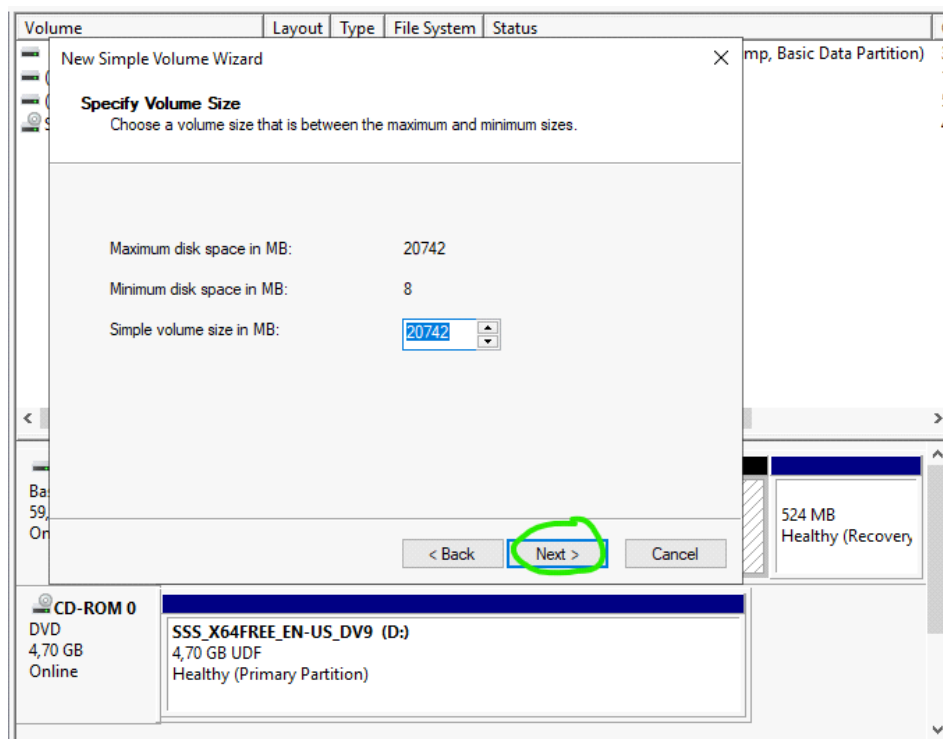 Volume Layout Type File System Status
New Simple Volume Wizard
mp, Basic Data Partition)
Specify Volume Size
Choose a volume size that is between the maximum and minimum sizes.
Maximum disk space in MB: 20742
Minimum disk space in MB: 8
Simple volume size in MB: 20742
< Back Next > Cancel
Ba
59,
On
524 MB
Healthy (Recovery
CD-ROM 0
DVD
4,70 GB
Online
SSS_X64FREE_EN-US_DV9 (D:)
4,70 GB UDF
Healthy (Primary Partition)